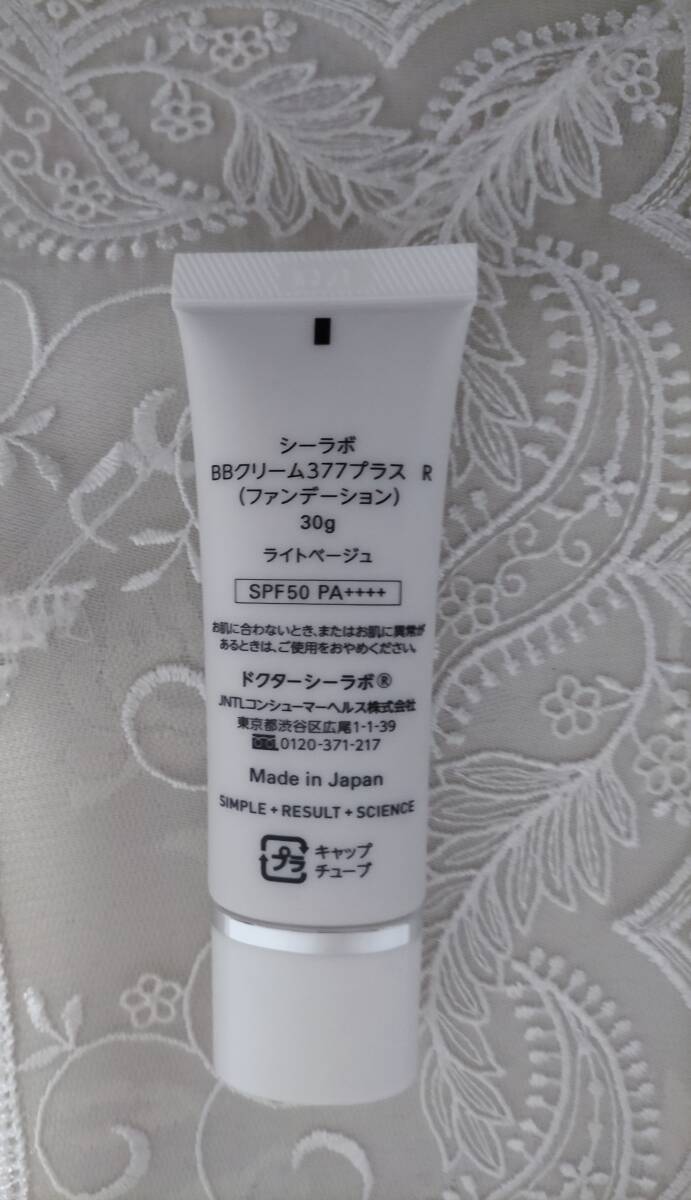 シーラボ
BBクリーム377プラス R
(ファンデーション)
30g
ライトベージュ
SPF50 PA++++
お肌に合わないとき、またはお肌に異常が
あるときは、ご使用をおやめください。
ドクターシーラボ®
JNTLコンシューマーヘルス株式会社
東京都渋谷区広尾1-1-39
0120-371-217
Made in Japan
SIMPLE + RESULT + SCIENCE
プラ キャップ
チューブ